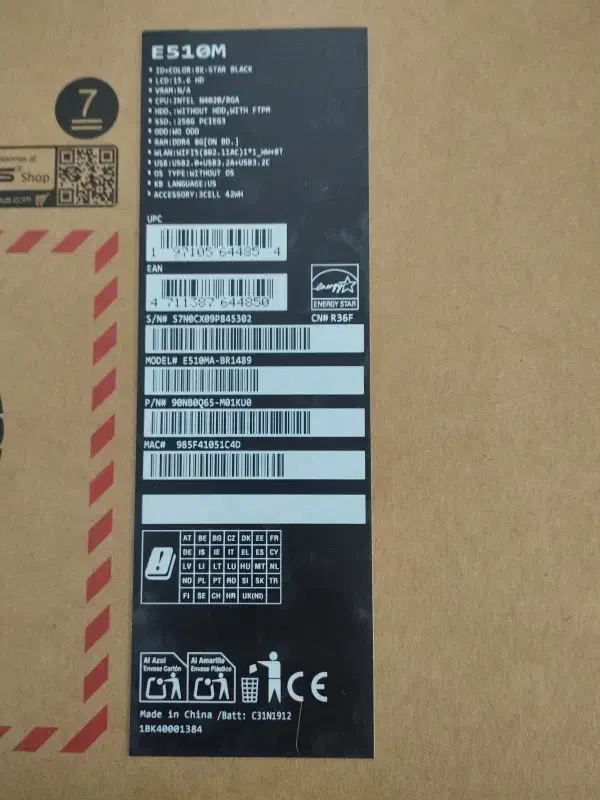 E510M
* ID+COLOR:BK-STAR BLACK
* LCD:15.6 HD
* VRAM:N/A
* CPU:INTEL N4020/BGA
* HDD.:WITHOUT HDD,WITH FTPM
* SSD.:256G PCIEG3
* ODD:WO ODD
* RAM:DDR4 8G[ON BD.]
* WLAN:WIFI5(802.11AC)1*1_WW+BT
* USB:USB2.0+USB3.2A+USB3.2C
* OS TYPE:WITHOUT OS
* KB LANGUAGE:US
* ACCESSORY:3CELL 42WH
7
Shop
UPC
1 97105 64485 4
EAN
4 711387 644850
energy
ENERGY STAR
S/N# S7N0CX09P845302
CN# R36F
MODEL# E510MA-BR1489
P/N# 90NB0Q65-M01KU0
MAC# 985F41051C4D
AT BE BG CZ DK EE FR
DE IS IE IT EL ES CY
LV LI LT LU HU MT NL
NO PL PT RO SI SK TR
FI SE CH HR UK(NI)
Al Azul
Envase Cartón
Al Amarillo
Envase Plástico
CE
Made in China /Batt: C31N1912
1BK40001384